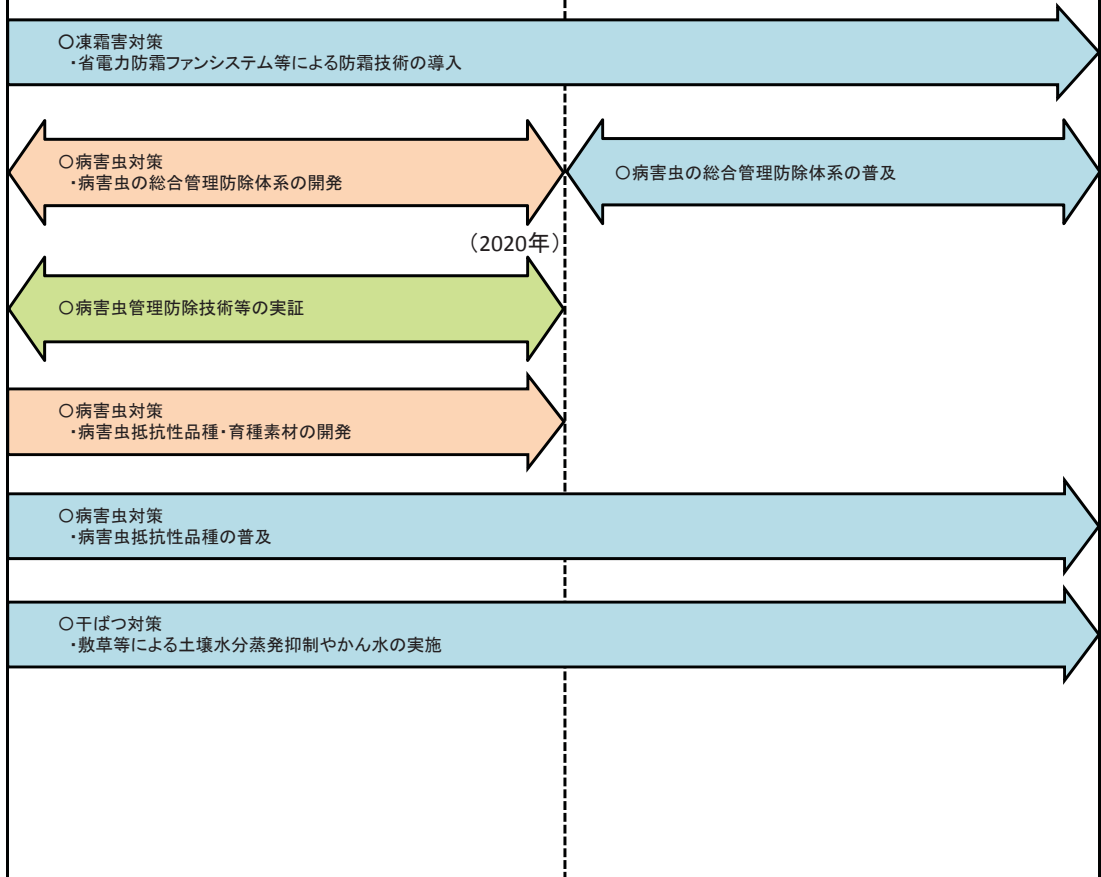 ○凍霜害対策
・省電力防霜ファンシステム等による防霜技術の導入
○病害虫対策
・病害虫の総合管理防除体系の開発
○病害虫の総合管理防除体系の普及
（2020年）
○病害虫管理防除技術等の実証
○病害虫対策
・病害虫抵抗性品種・育種素材の開発
○病害虫対策
・病害虫抵抗性品種の普及
○干ばつ対策
・敷草等による土壌水分蒸発抑制やかん水の実施